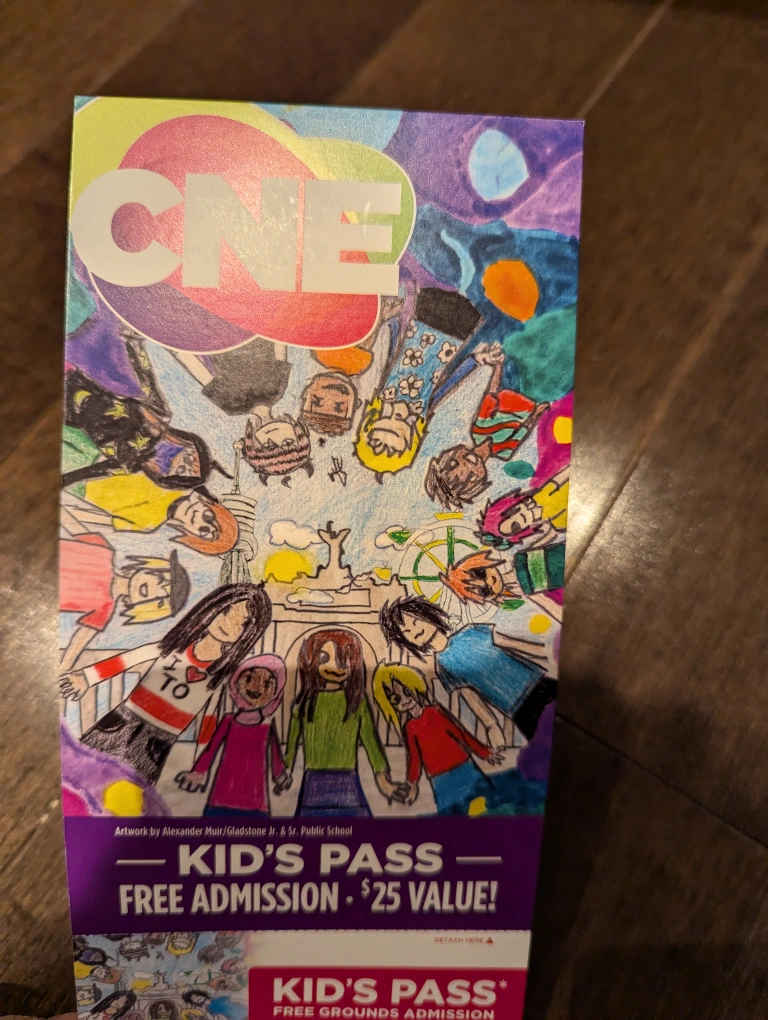 CNE
I ♥
TO
Artwork by Alexander Muir/Gladstone Jr. & Sr. Public School
— KID'S PASS —
FREE ADMISSION • $25 VALUE!
DETACH HERE ▲
KID'S PASS*
FREE GROUNDS ADMISSION